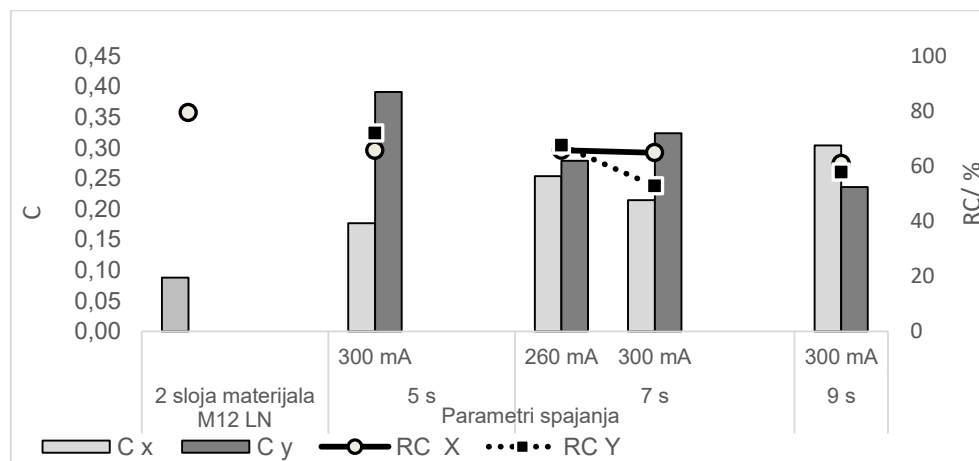 0,45
0,40
0,35
0,30
0,25
0,20
0,15
0,10
0,05
0,00
C
100
80
60
40
20
0
RC/ %
300 mA 260 mA 300 mA 300 mA
2 sloja materijala 5 s 7 s 9 s
M12 LN
Parametri spajanja
C x C y RC X RC Y